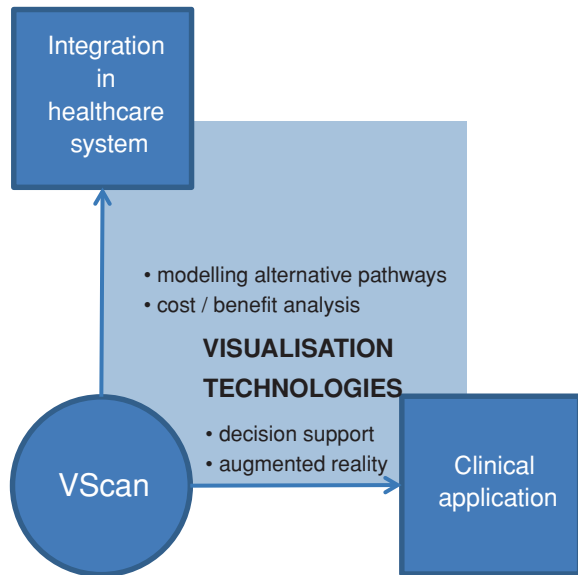 Integration
in
healthcare
system
• modelling alternative pathways
• cost / benefit analysis
VISUALISATION
TECHNOLOGIES
• decision support
• augmented reality
VScan
Clinical
application